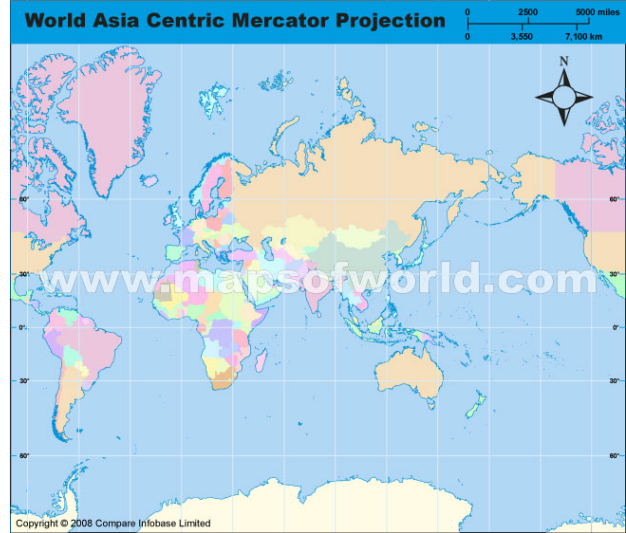 World Asia Centric Mercator Projection
0 2500 5000 miles
0 3,550 7,100 km
N
60° 60°
30° 30°
www.mapsofworld.com
0° 0°
30° 30°
60° 60°
Copyright © 2008 Compare Infobase Limited